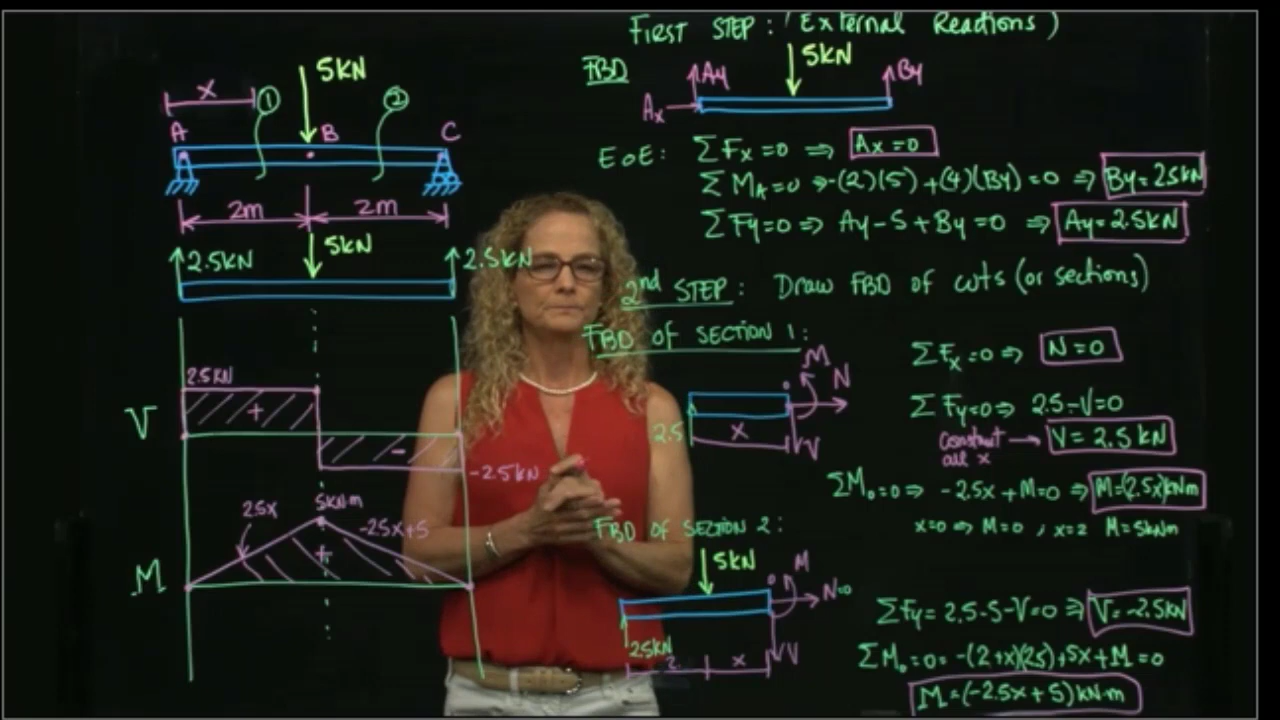 FIRST STEP: (External Reactions)
FBD
Ay
5KN
By
Ax
5KN
x
1
2
A
B
C
2m
2m
EoE: ΣFx=0 ⇒ Ax=0
ΣMA=0 ⇒ -(2)(5)+(4)(By)=0 ⇒ By=2.5KN
ΣFy=0 ⇒ Ay-5+By=0 ⇒ Ay=2.5KN
2.5KN
5KN
2.5KN
2nd STEP: Draw FBD of cuts (or sections)
FBD OF SECTION 1:
M
N
2.5
x
V
ΣFx=0 ⇒ N=0
ΣFy=0 ⇒ 2.5-V=0
Constant all x → V=2.5KN
ΣMo=0 ⇒ -2.5x+M=0 ⇒ M=(2.5x)KNm
x=0 ⇒ M=0, x=2 M=5KNm
V
2.5KN
+
-
-2.5KN
M
2.5x
5KN·m
-2.5x+5
+
FBD OF SECTION 2:
5KN
o
M
N=0
2.5KN
V
2
x
ΣFy=2.5-5-V=0 ⇒ V=-2.5KN
ΣMo=0=-(2+x)(2.5)+5x+M=0
M=(-2.5x+5)KN·m